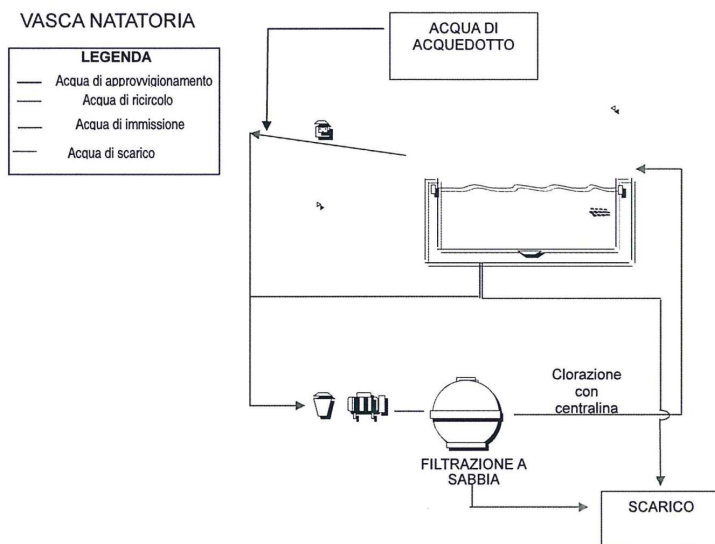 VASCA NATATORIA
LEGENDA
Acqua di approvvigionamento
Acqua di ricircolo
Acqua di immissione
Acqua di scarico
ACQUA DI
ACQUEDOTTO
Clorazione
con
centralina
FILTRAZIONE A
SABBIA
SCARICO